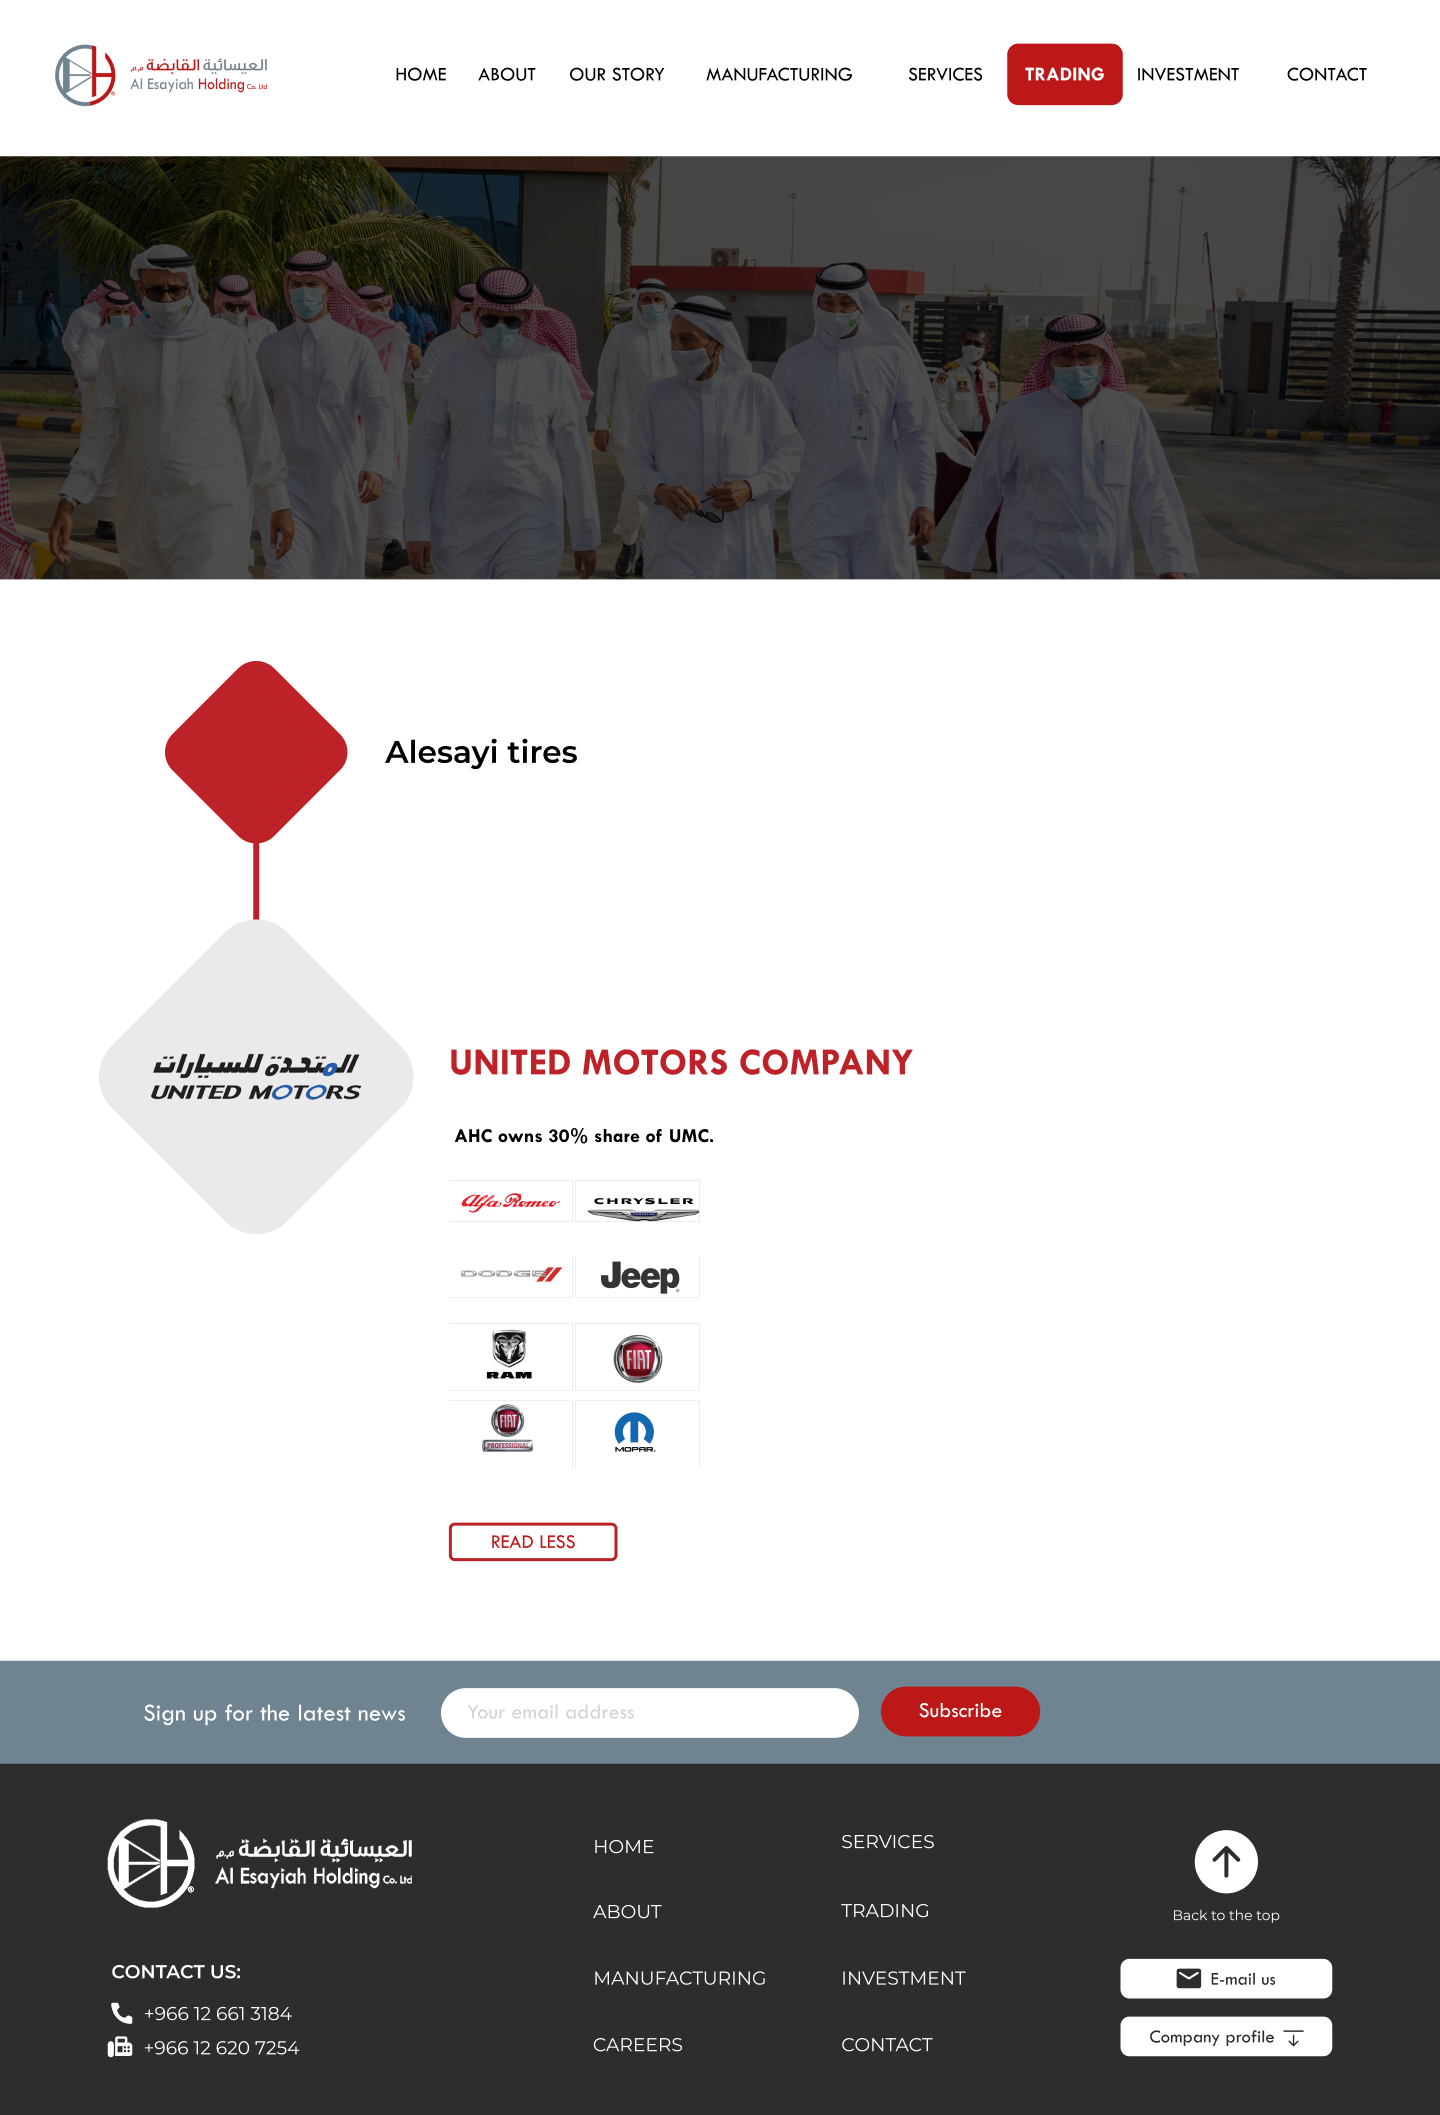 العيسائية القابضة م.م
Al Esayiah Holding Co. Ltd
HOME ABOUT OUR STORY MANUFACTURING SERVICES TRADING INVESTMENT CONTACT
Alesayi tires
المتحدة للسيارات
UNITED MOTORS
UNITED MOTORS COMPANY
AHC owns 30% share of UMC.
Alfa Romeo CHRYSLER
DODGE Jeep
RAM FIAT
FIAT
PROFESSIONAL
MOPAR
READ LESS
Sign up for the latest news Your email address Subscribe
العيسائية القابضة م.م
Al Esayiah Holding Co. Ltd
CONTACT US:
+966 12 661 3184
+966 12 620 7254
HOME
ABOUT
MANUFACTURING
CAREERS
SERVICES
TRADING
INVESTMENT
CONTACT
Back to the top
E-mail us
Company profile